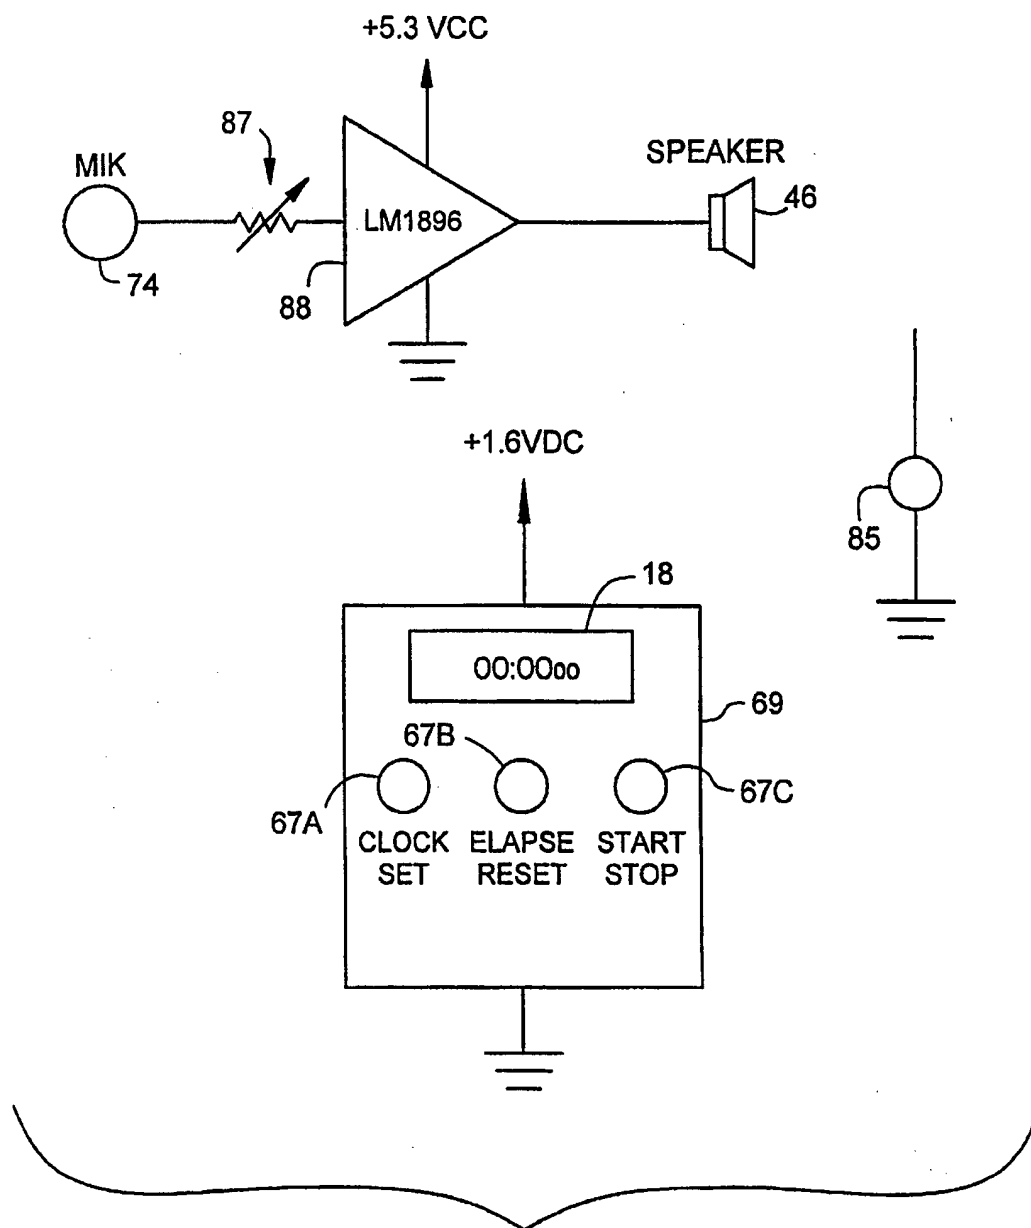 +5.3 VCC
87
MIK
SPEAKER
LM1896
46
74
88
+1.6VDC
85
18
00:0000
69
67B
67A
67C
CLOCK SET
ELAPSE RESET
START STOP